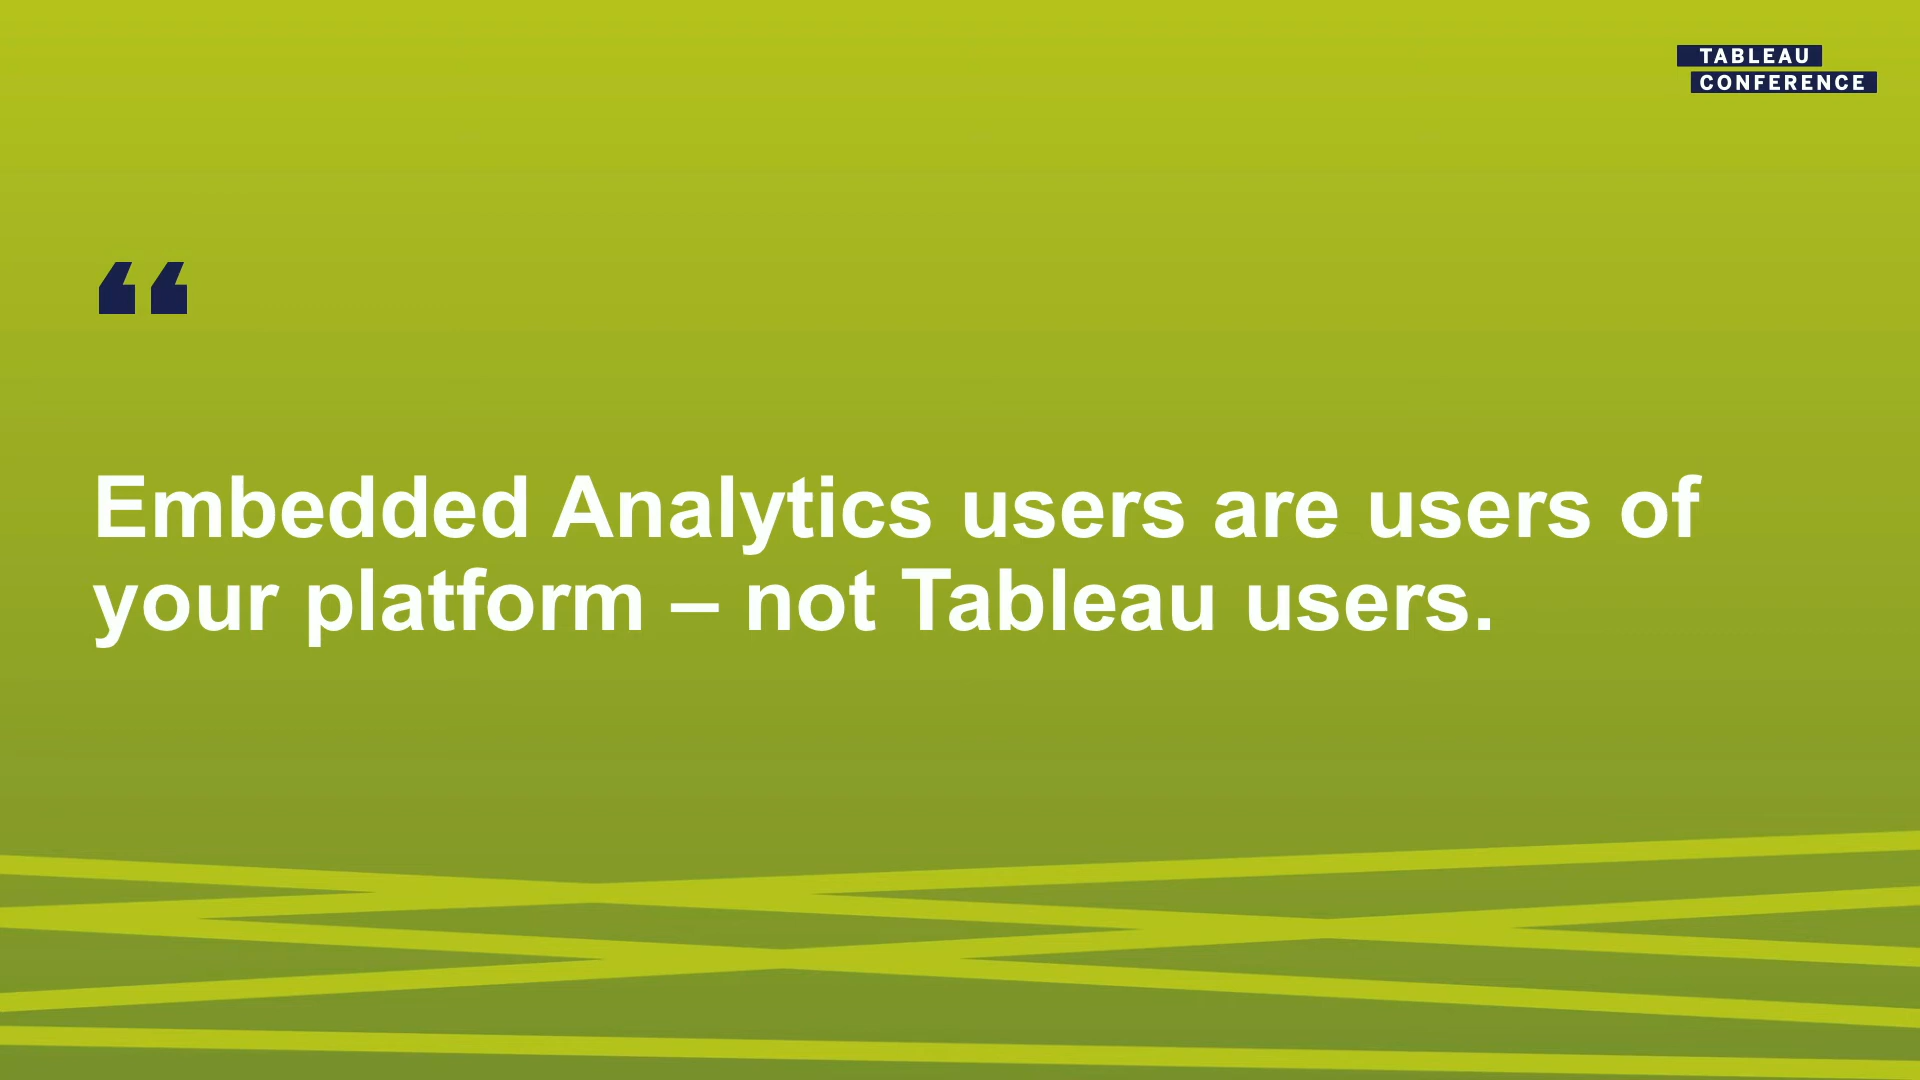 TABLEAU
CONFERENCE
“
Embedded Analytics users are users of
your platform – not Tableau users.